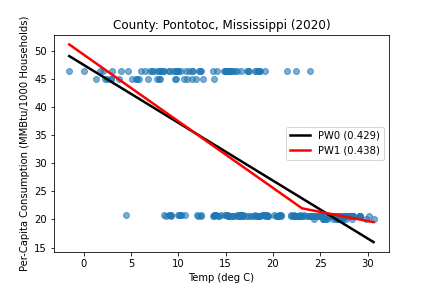 County: Pontotoc, Mississippi (2020)
Per-Capita Consumption (MMBtu/1000 Households)
50
45
40
35
30
25
20
15
PW0 (0.429)
PW1 (0.438)
0 5 10 15 20 25 30
Temp (deg C)